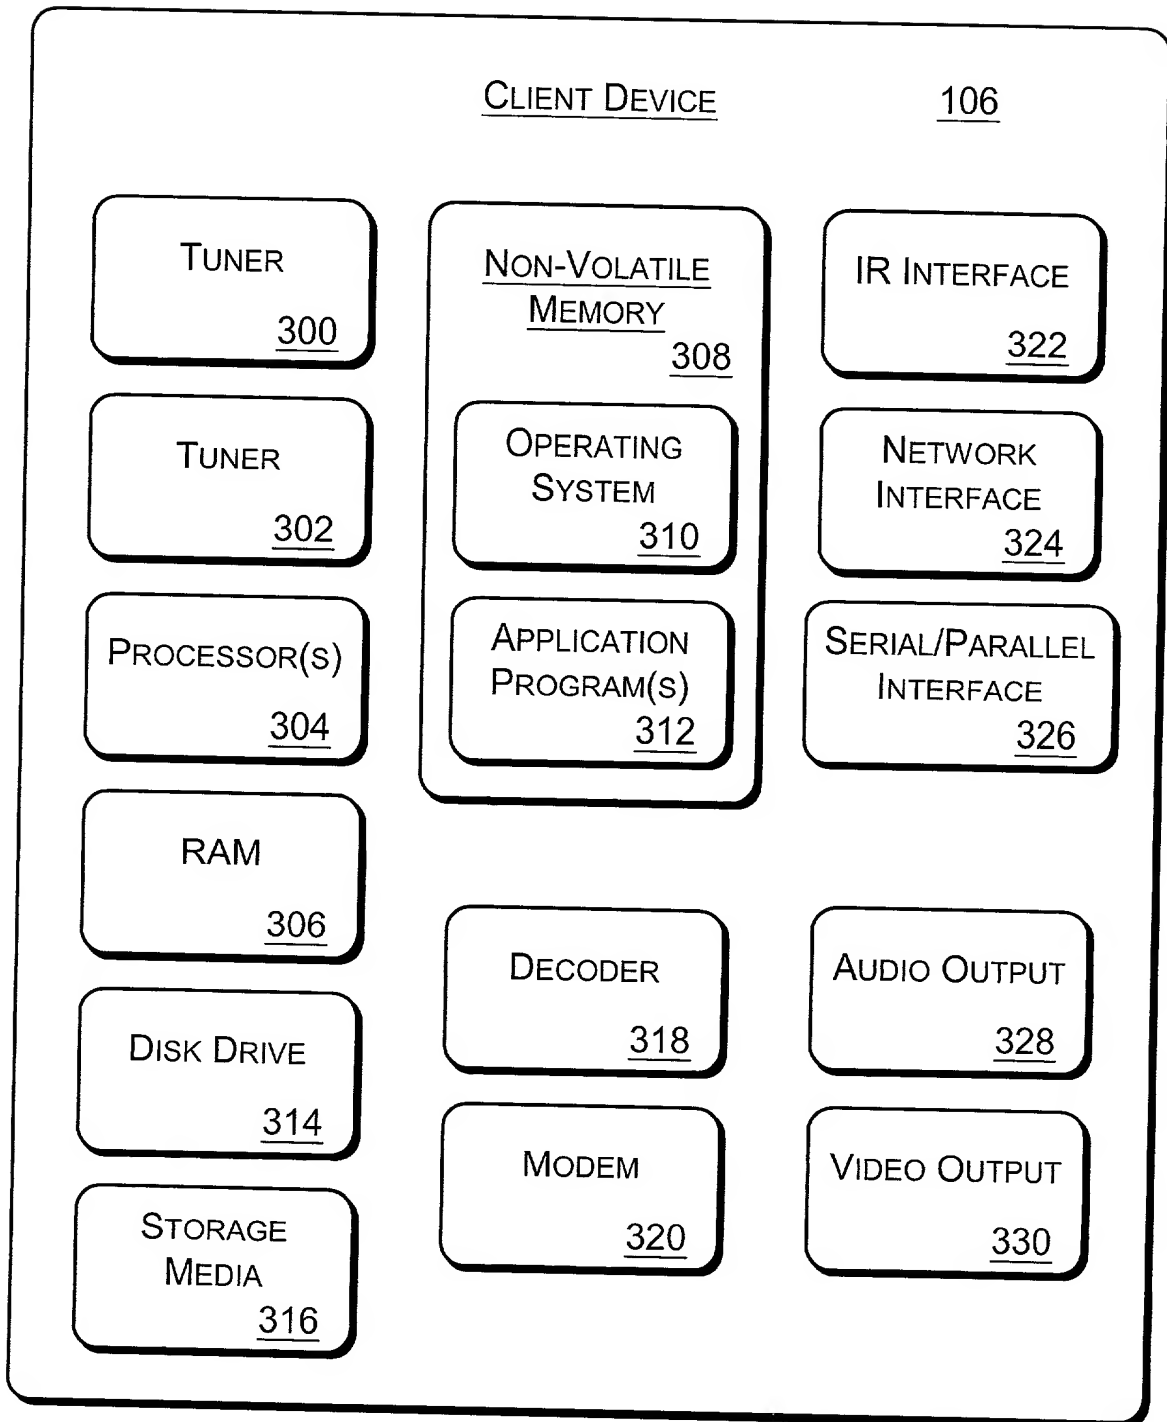 CLIENT DEVICE 106
TUNER
300
TUNER
302
PROCESSOR(S)
304
RAM
306
DISK DRIVE
314
STORAGE
MEDIA
316
NON-VOLATILE
MEMORY
308
OPERATING
SYSTEM
310
APPLICATION
PROGRAM(S)
312
DECODER
318
MODEM
320
IR INTERFACE
322
NETWORK
INTERFACE
324
SERIAL/PARALLEL
INTERFACE
326
AUDIO OUTPUT
328
VIDEO OUTPUT
330